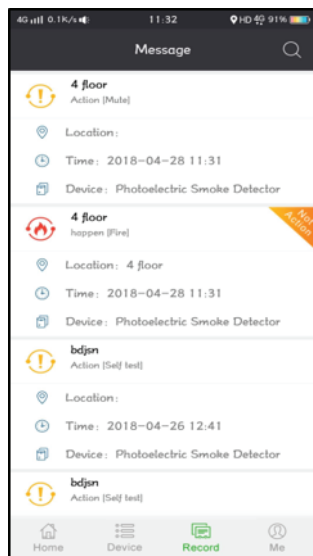 4G 0.1K/s 11:32 HD 4G 91%
Message
4 floor
Action [Mute]
Location:
Time: 2018-04-28 11:31
Device: Photoelectric Smoke Detector
4 floor
happen [Fire]
Not
Action
Location: 4 floor
Time: 2018-04-28 11:31
Device: Photoelectric Smoke Detector
bdjsn
Action [Self test]
Location:
Time: 2018-04-26 12:41
Device: Photoelectric Smoke Detector
bdjsn
Action [Self test]
Home Device Record Me